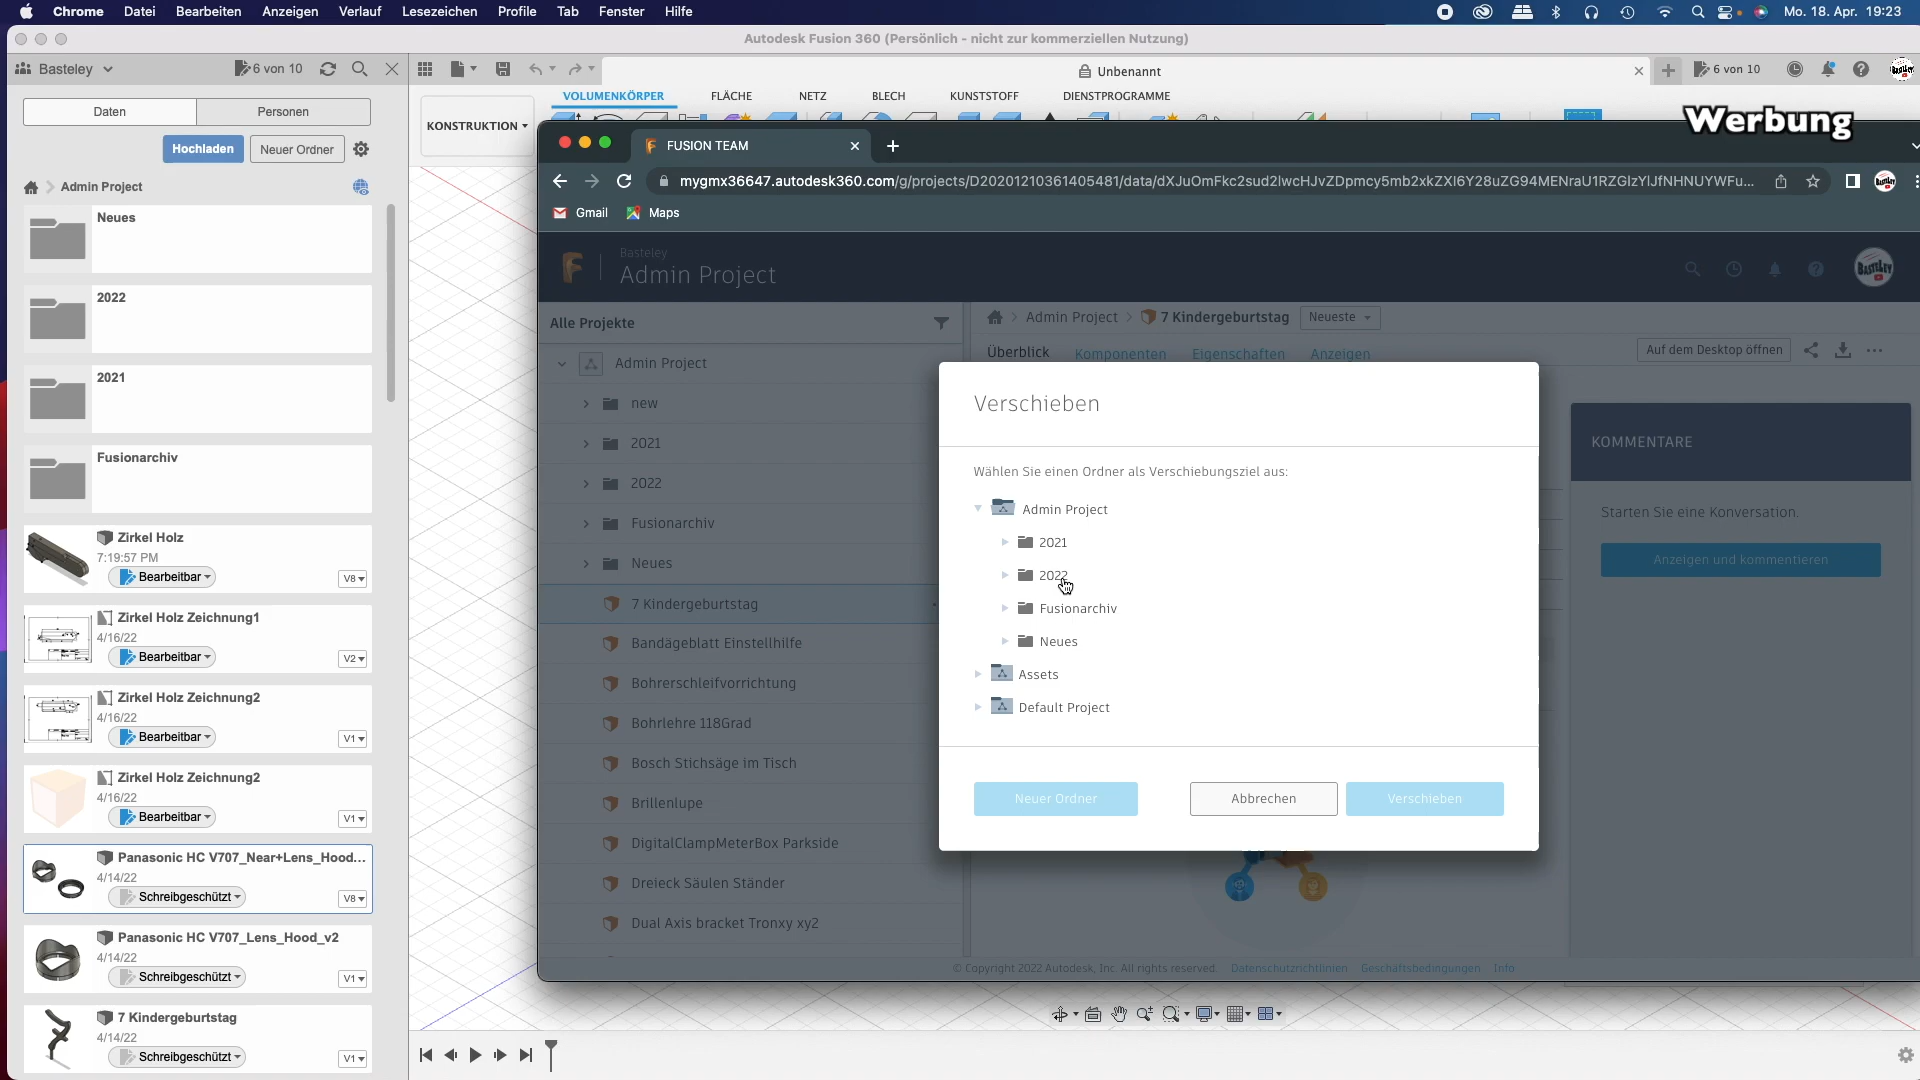 Chrome Datei Bearbeiten Anzeigen Verlauf Lesezeichen Profile Tab Fenster Hilfe Mo. 18. Apr. 19:23
Autodesk Fusion 360 (Persönlich - nicht zur kommerziellen Nutzung)
Basteley 6 von 10 Unbenannt 6 von 10
VOLUMENKÖRPER FLÄCHE NETZ BLECH KUNSTSTOFF DIENSTPROGRAMME
Daten Personen
KONSTRUKTION
Werbung
Hochladen Neuer Ordner
FUSION TEAM
Admin Project
mygmx36647.autodesk360.com/g/projects/D20201210361405481/data/dXJuOmFkc2sud2lwcHJvZDpmcy5mb2xkZXI6Y28uZG94MENraU1RZGIzYlJfNHNUYWFu...
Gmail Maps
Neues
2022
2021
Fusionarchiv
Zirkel Holz
7:19:57 PM
Bearbeitbar V8
Zirkel Holz Zeichnung1
4/16/22
Bearbeitbar V2
Zirkel Holz Zeichnung2
4/16/22
Bearbeitbar V1
Zirkel Holz Zeichnung2
4/16/22
Bearbeitbar V1
Panasonic HC V707_Near+Lens_Hood...
4/14/22
Schreibgeschützt V8
Panasonic HC V707_Lens_Hood_v2
4/14/22
Schreibgeschützt V1
7 Kindergeburtstag
4/14/22
Schreibgeschützt V1
Basteley
Admin Project
BASTELEY
Alle Projekte
Admin Project
new
2021
2022
Fusionarchiv
Neues
7 Kindergeburtstag
Bandägeblatt Einstellhilfe
Bohrerschleifvorrichtung
Bohrlehre 118Grad
Bosch Stichsäge im Tisch
Brillenlupe
DigitalClampMeterBox Parkside
Dreieck Säulen Ständer
Dual Axis bracket Tronxy xy2
Admin Project 7 Kindergeburtstag Neueste
Überblick Komponenten Eigenschaften Anzeigen
Auf dem Desktop öffnen
Verschieben
Wählen Sie einen Ordner als Verschiebungsziel aus:
Admin Project
2021
2022
Fusionarchiv
Neues
Assets
Default Project
Neuer Ordner Abbrechen Verschieben
KOMMENTARE
Starten Sie eine Konversation.
Anzeigen und kommentieren
© Copyright 2022 Autodesk, Inc. All rights reserved. Datenschutzrichtlinien Geschäftsbedingungen Info